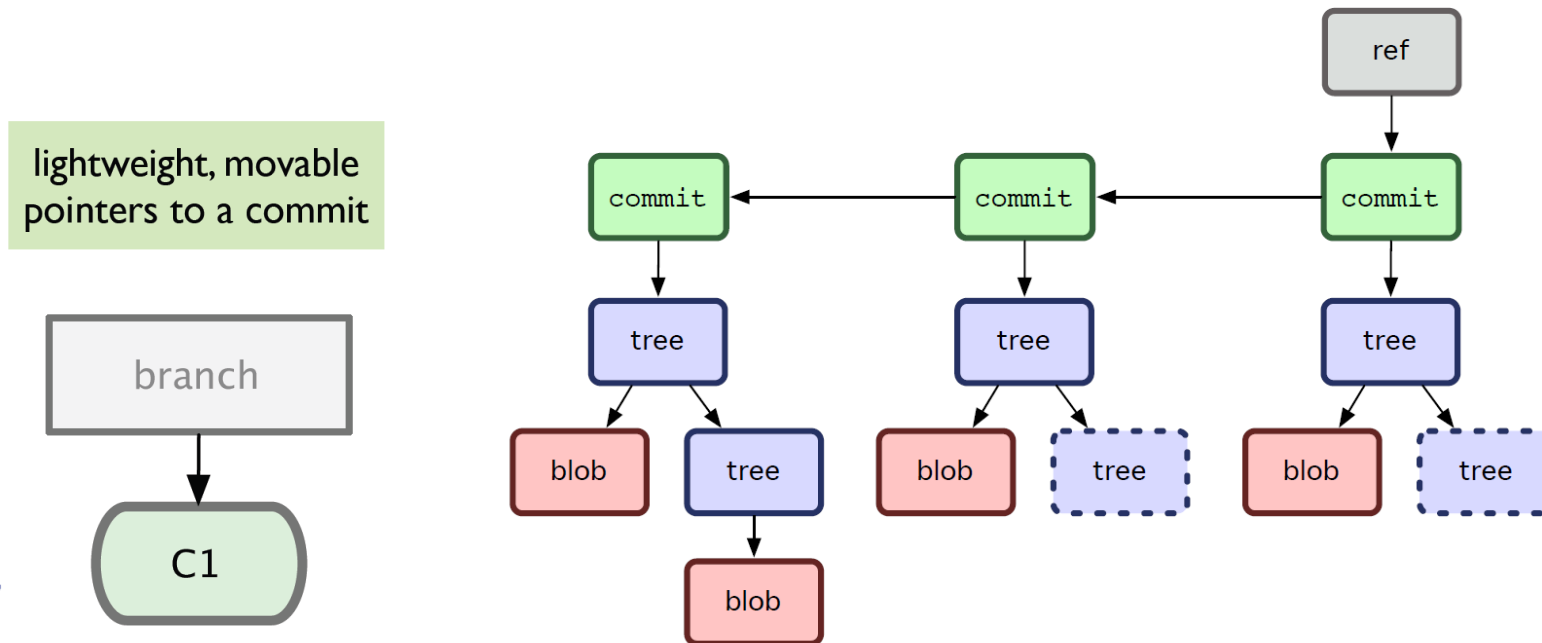 lightweight, movable
pointers to a commit
branch
C1
ref
commit
commit
commit
tree
tree
tree
blob
tree
blob
tree
blob
tree
blob